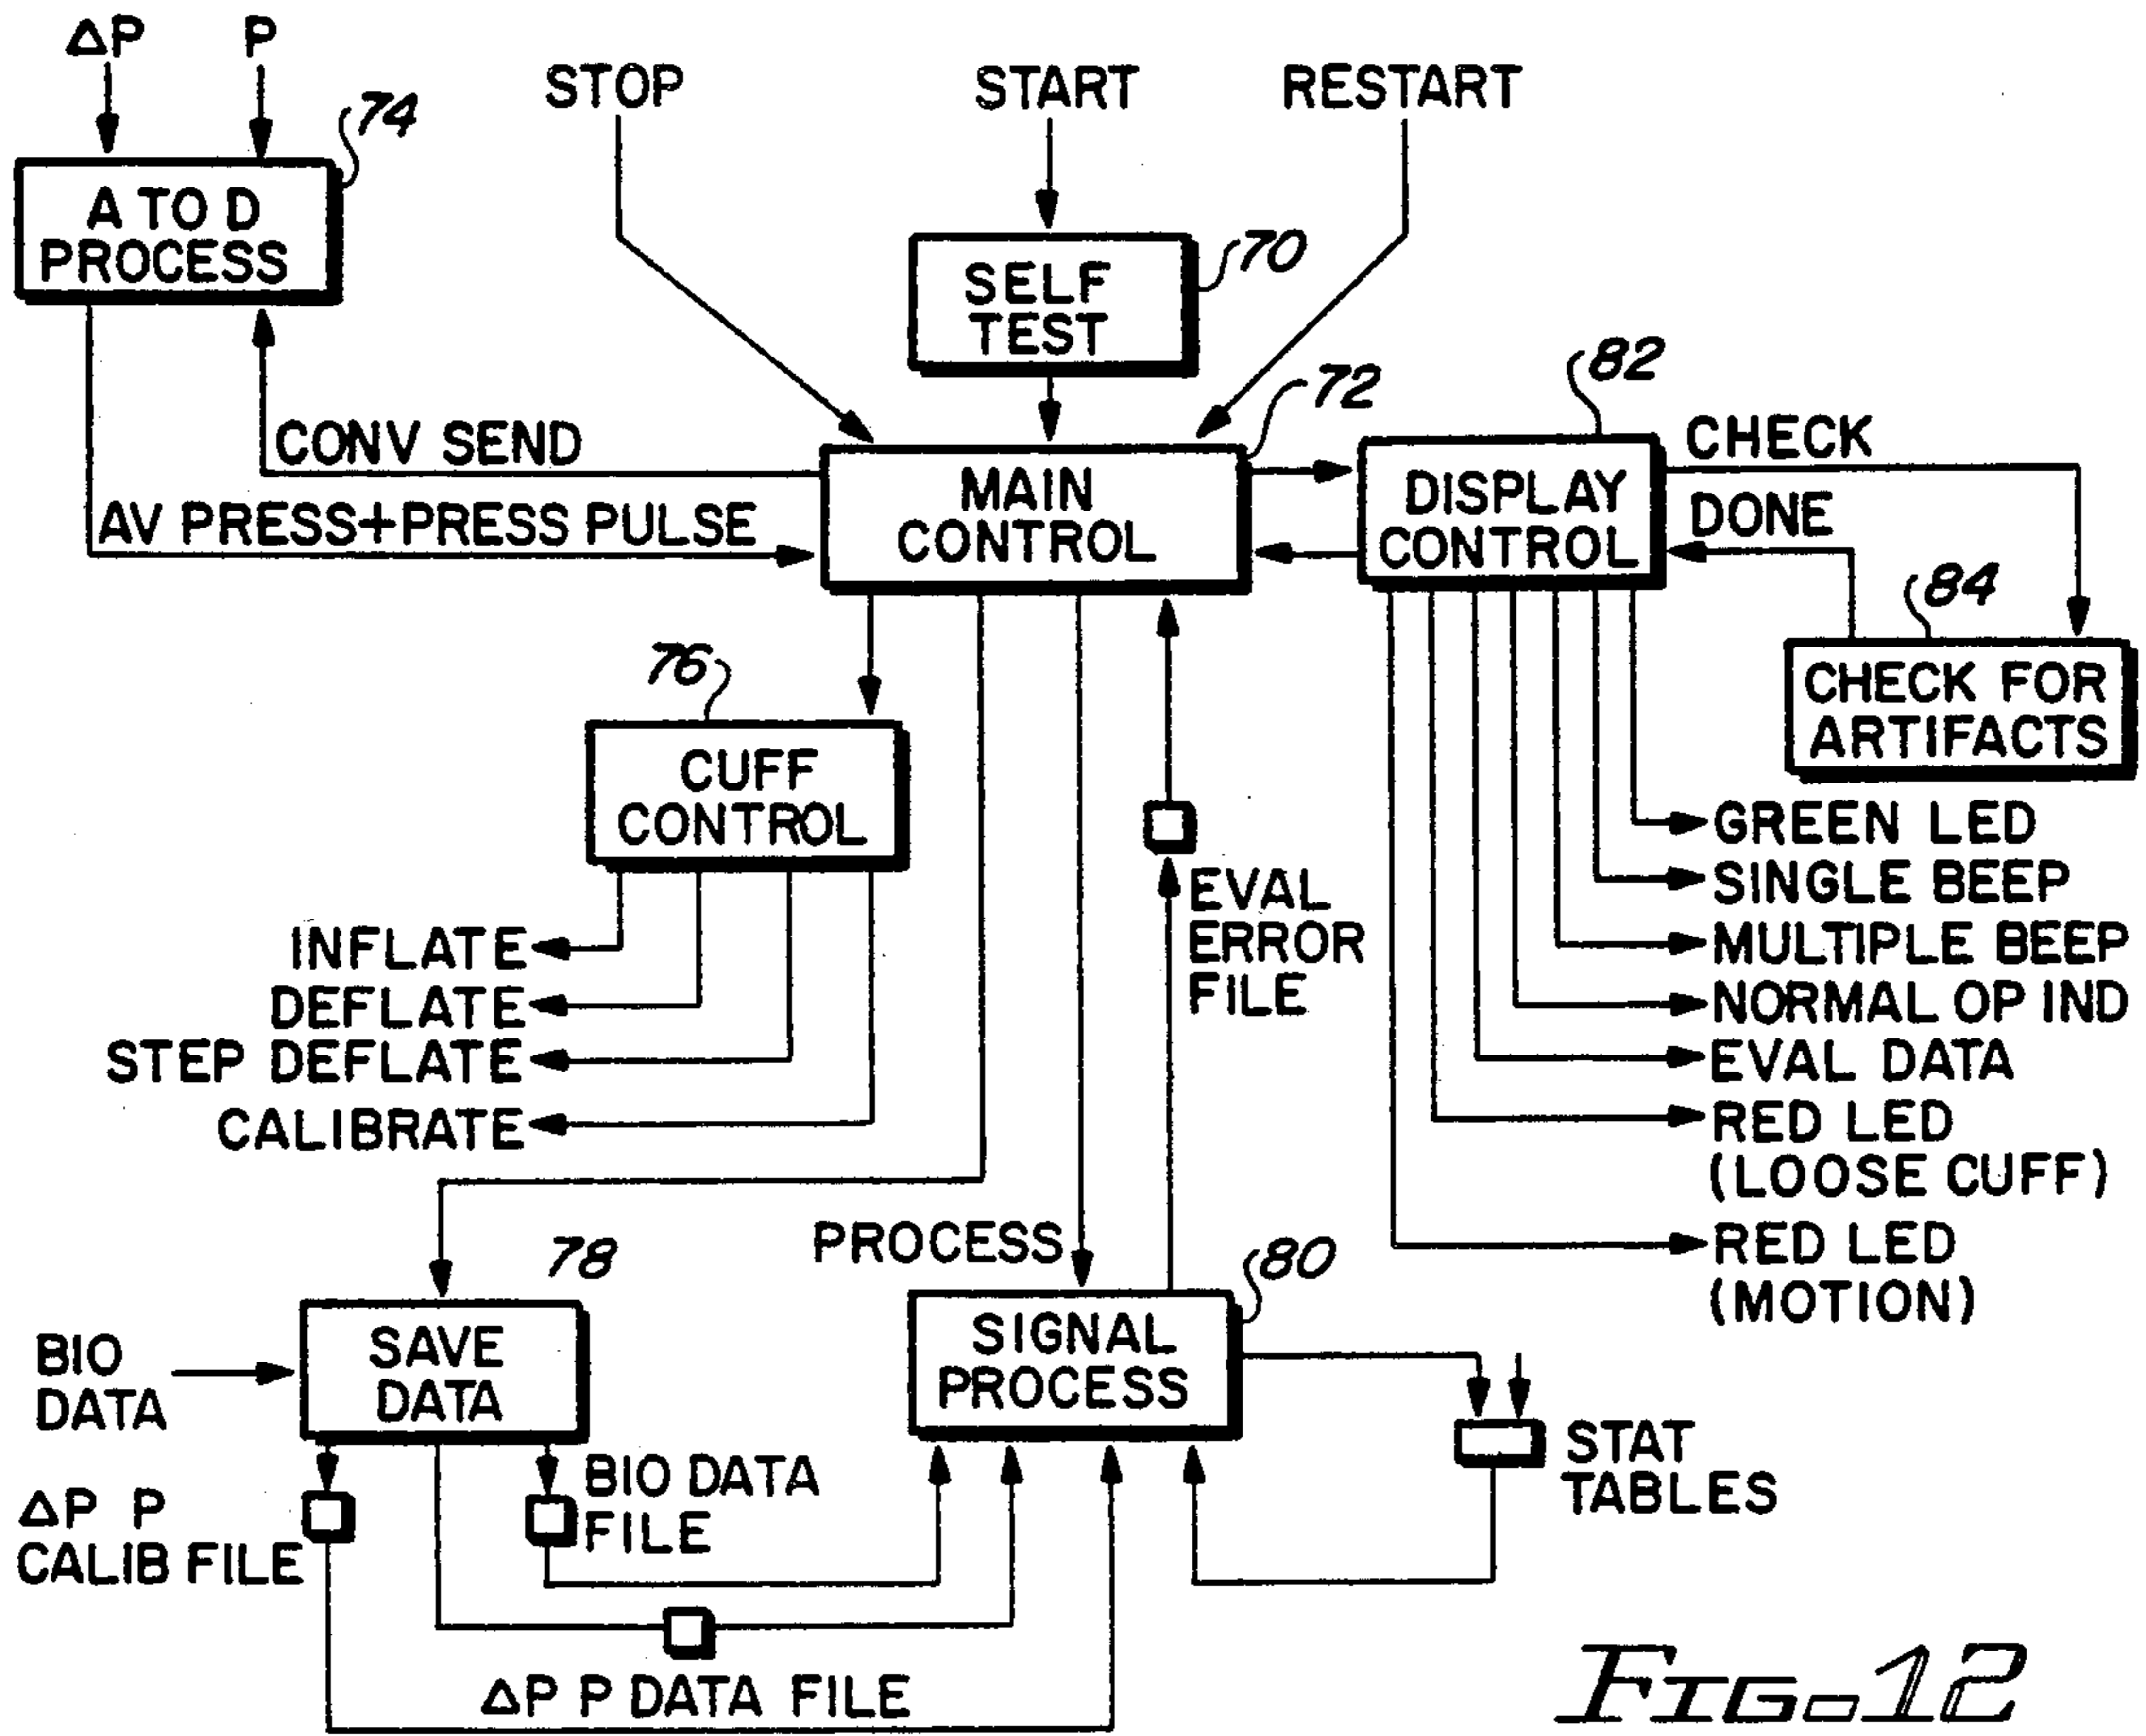 ΔP P
STOP
START
RESTART
74
A TO D
PROCESS
70
SELF
TEST
72
82
CONV SEND
CHECK
MAIN
CONTROL
DISPLAY
CONTROL
DONE
AV PRESS+PRESS PULSE
84
CHECK FOR
ARTIFACTS
76
CUFF
CONTROL
GREEN LED
SINGLE BEEP
MULTIPLE BEEP
NORMAL OP IND
EVAL DATA
RED LED
(LOOSE CUFF)
RED LED
(MOTION)
EVAL
ERROR
FILE
INFLATE
DEFLATE
STEP DEFLATE
CALIBRATE
PROCESS
78
80
BIO
DATA
SAVE
DATA
SIGNAL
PROCESS
STAT
TABLES
BIO DATA
FILE
ΔP P
CALIB FILE
ΔP P DATA FILE
FIG. 12